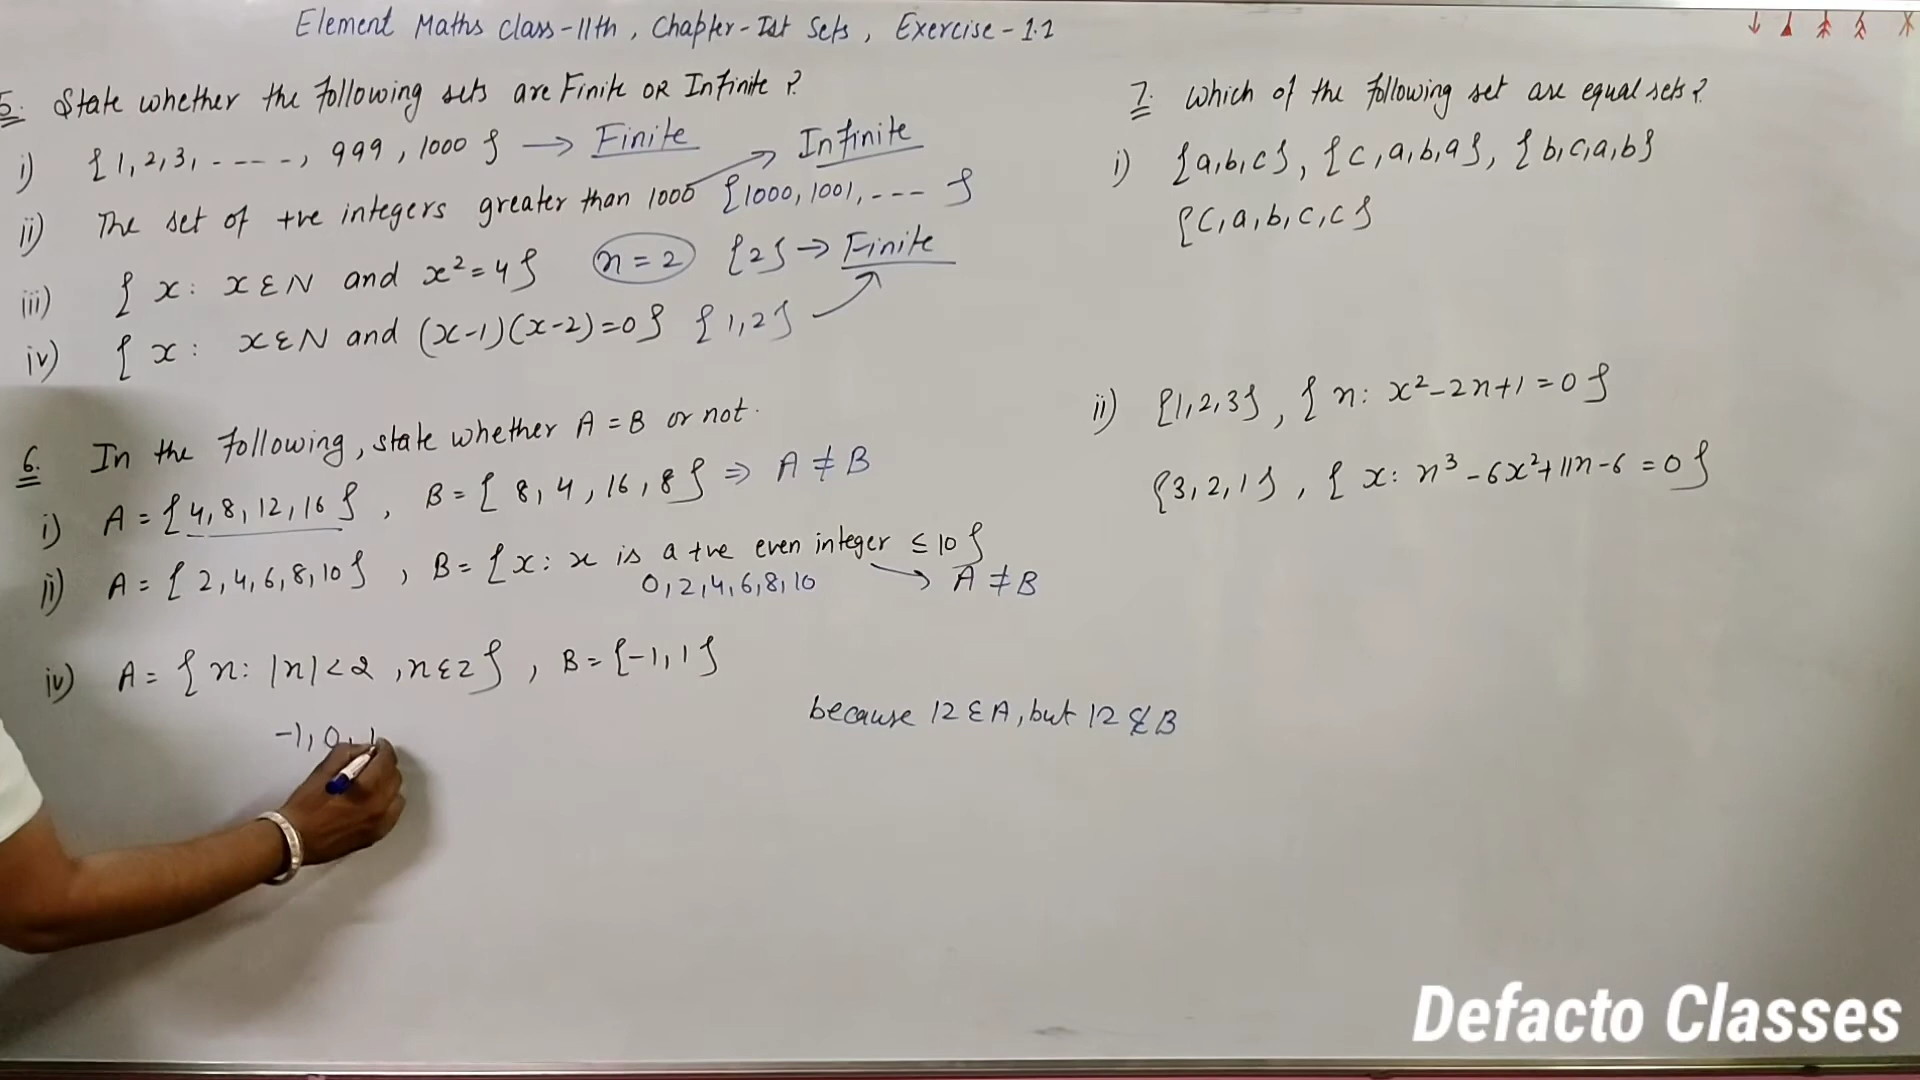 Element Maths Class-11th, Chapter-Ist Sets, Exercise-1.2
5. State whether the following sets are Finite OR Infinite?
i) {1,2,3,-----, 999, 1000} → Finite
ii) The set of +ve integers greater than 1000 → Infinite {1000, 1001,---- }
iii) {x: x ε N and x² = 4} x = 2 {2} → Finite
iv) {x: x ε N and (x-1)(x-2)=0} {1,2}
6. In the following, state whether A = B or not.
i) A = {4,8,12,16}, B = {8,4,16,8} ⇒ A ≠ B
ii) A = {2,4,6,8,10}, B = {x: x is a +ve even integer ≤ 10}
0,2,4,6,8,10 → A ≠ B
iv) A = {x: |x| < 2, x ε z}, B = {-1,1}
-1, 0, 1
because 12 ε A, but 12 ∉ B
7. Which of the following set are equal sets?
i) {a,b,c}, {c,a,b,a}, {b,c,a,b}
{c,a,b,c,c}
ii) {1,2,3}, {x: x²-2x+1=0}
{3,2,1}, {x: x³-6x²+11x-6=0}
Defacto Classes